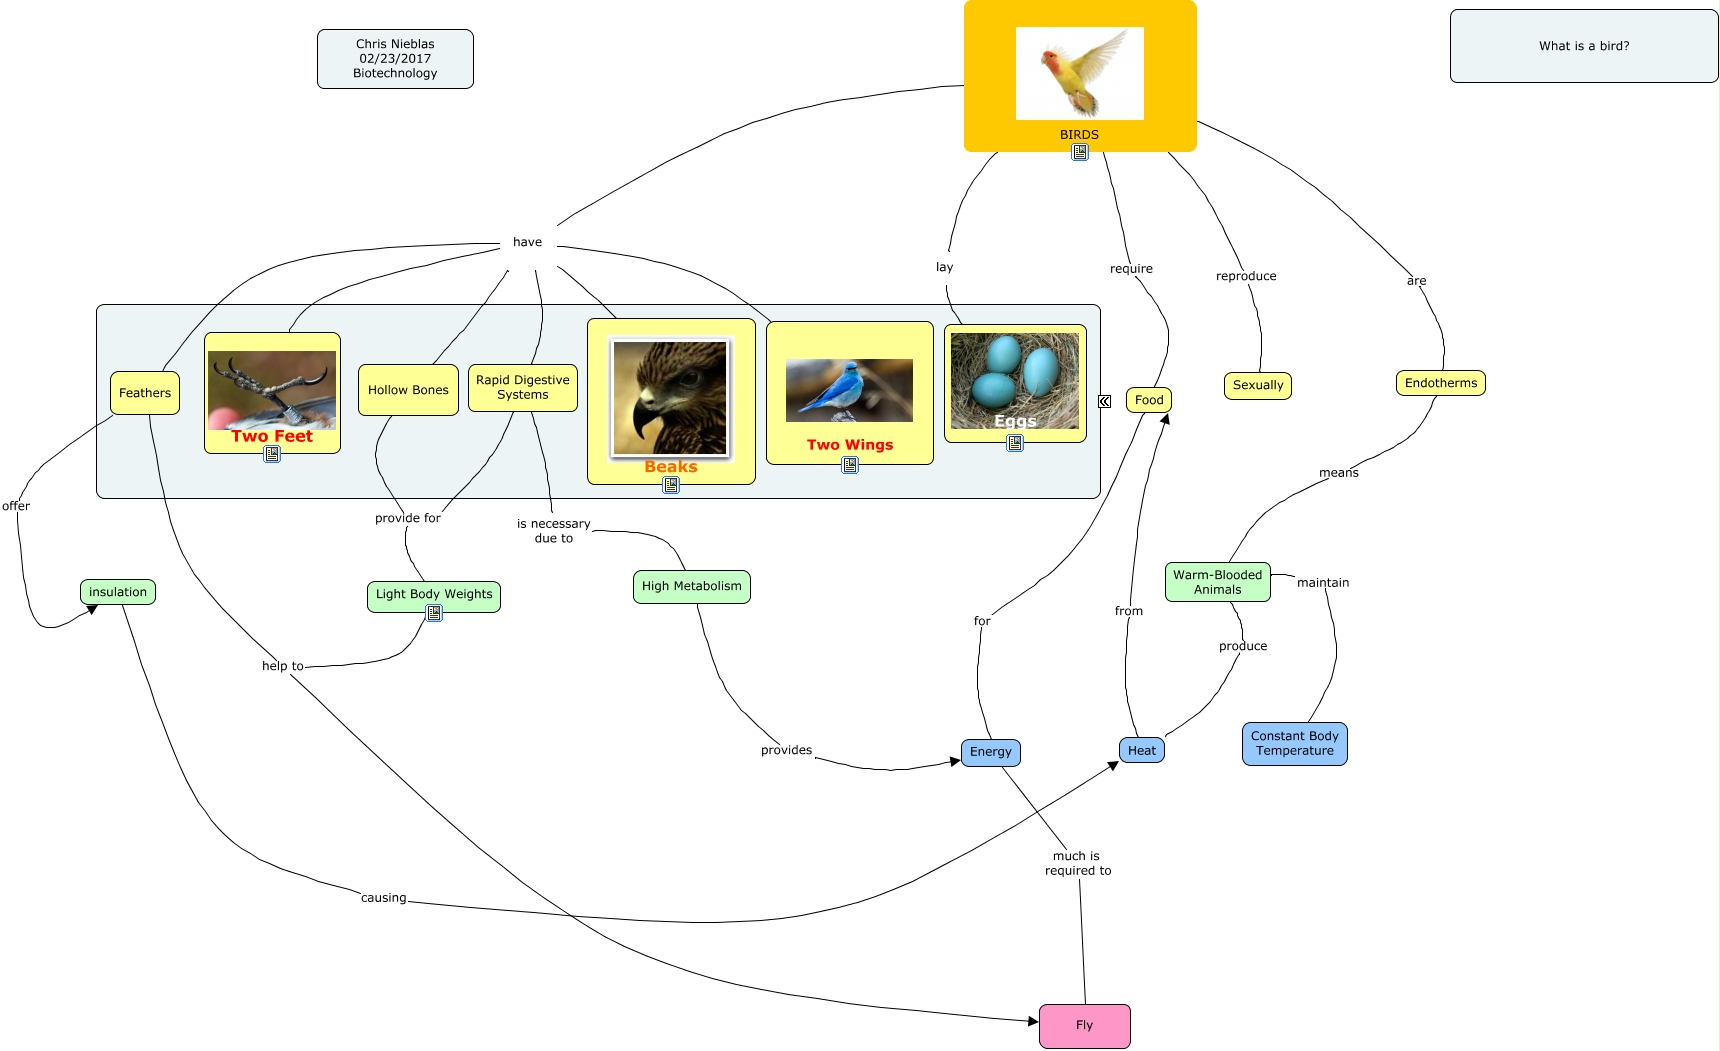 Chris Nieblas
02/23/2017
Biotechnology
What is a bird?
BIRDS
have
lay
require
reproduce
are
Feathers
Two Feet
Hollow Bones
Rapid Digestive
Systems
Beaks
Two Wings
Eggs
Food
Sexually
Endotherms
offer
provide for
is necessary
due to
means
insulation
Light Body Weights
High Metabolism
Warm-Blooded
Animals
maintain
for
from
produce
help to
provides
Energy
Heat
Constant Body
Temperature
causing
much is
required to
Fly